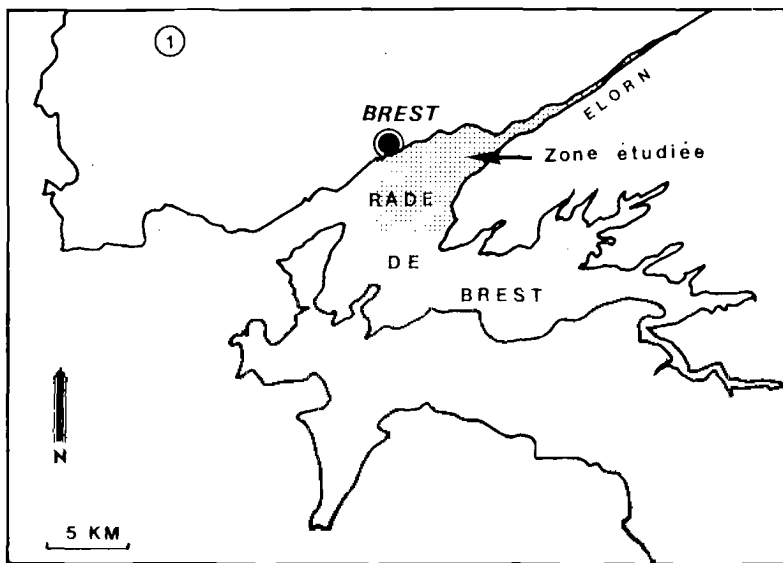 1
BREST
ELORN
Zone étudiée
RADE
DE
BREST
N
5 KM